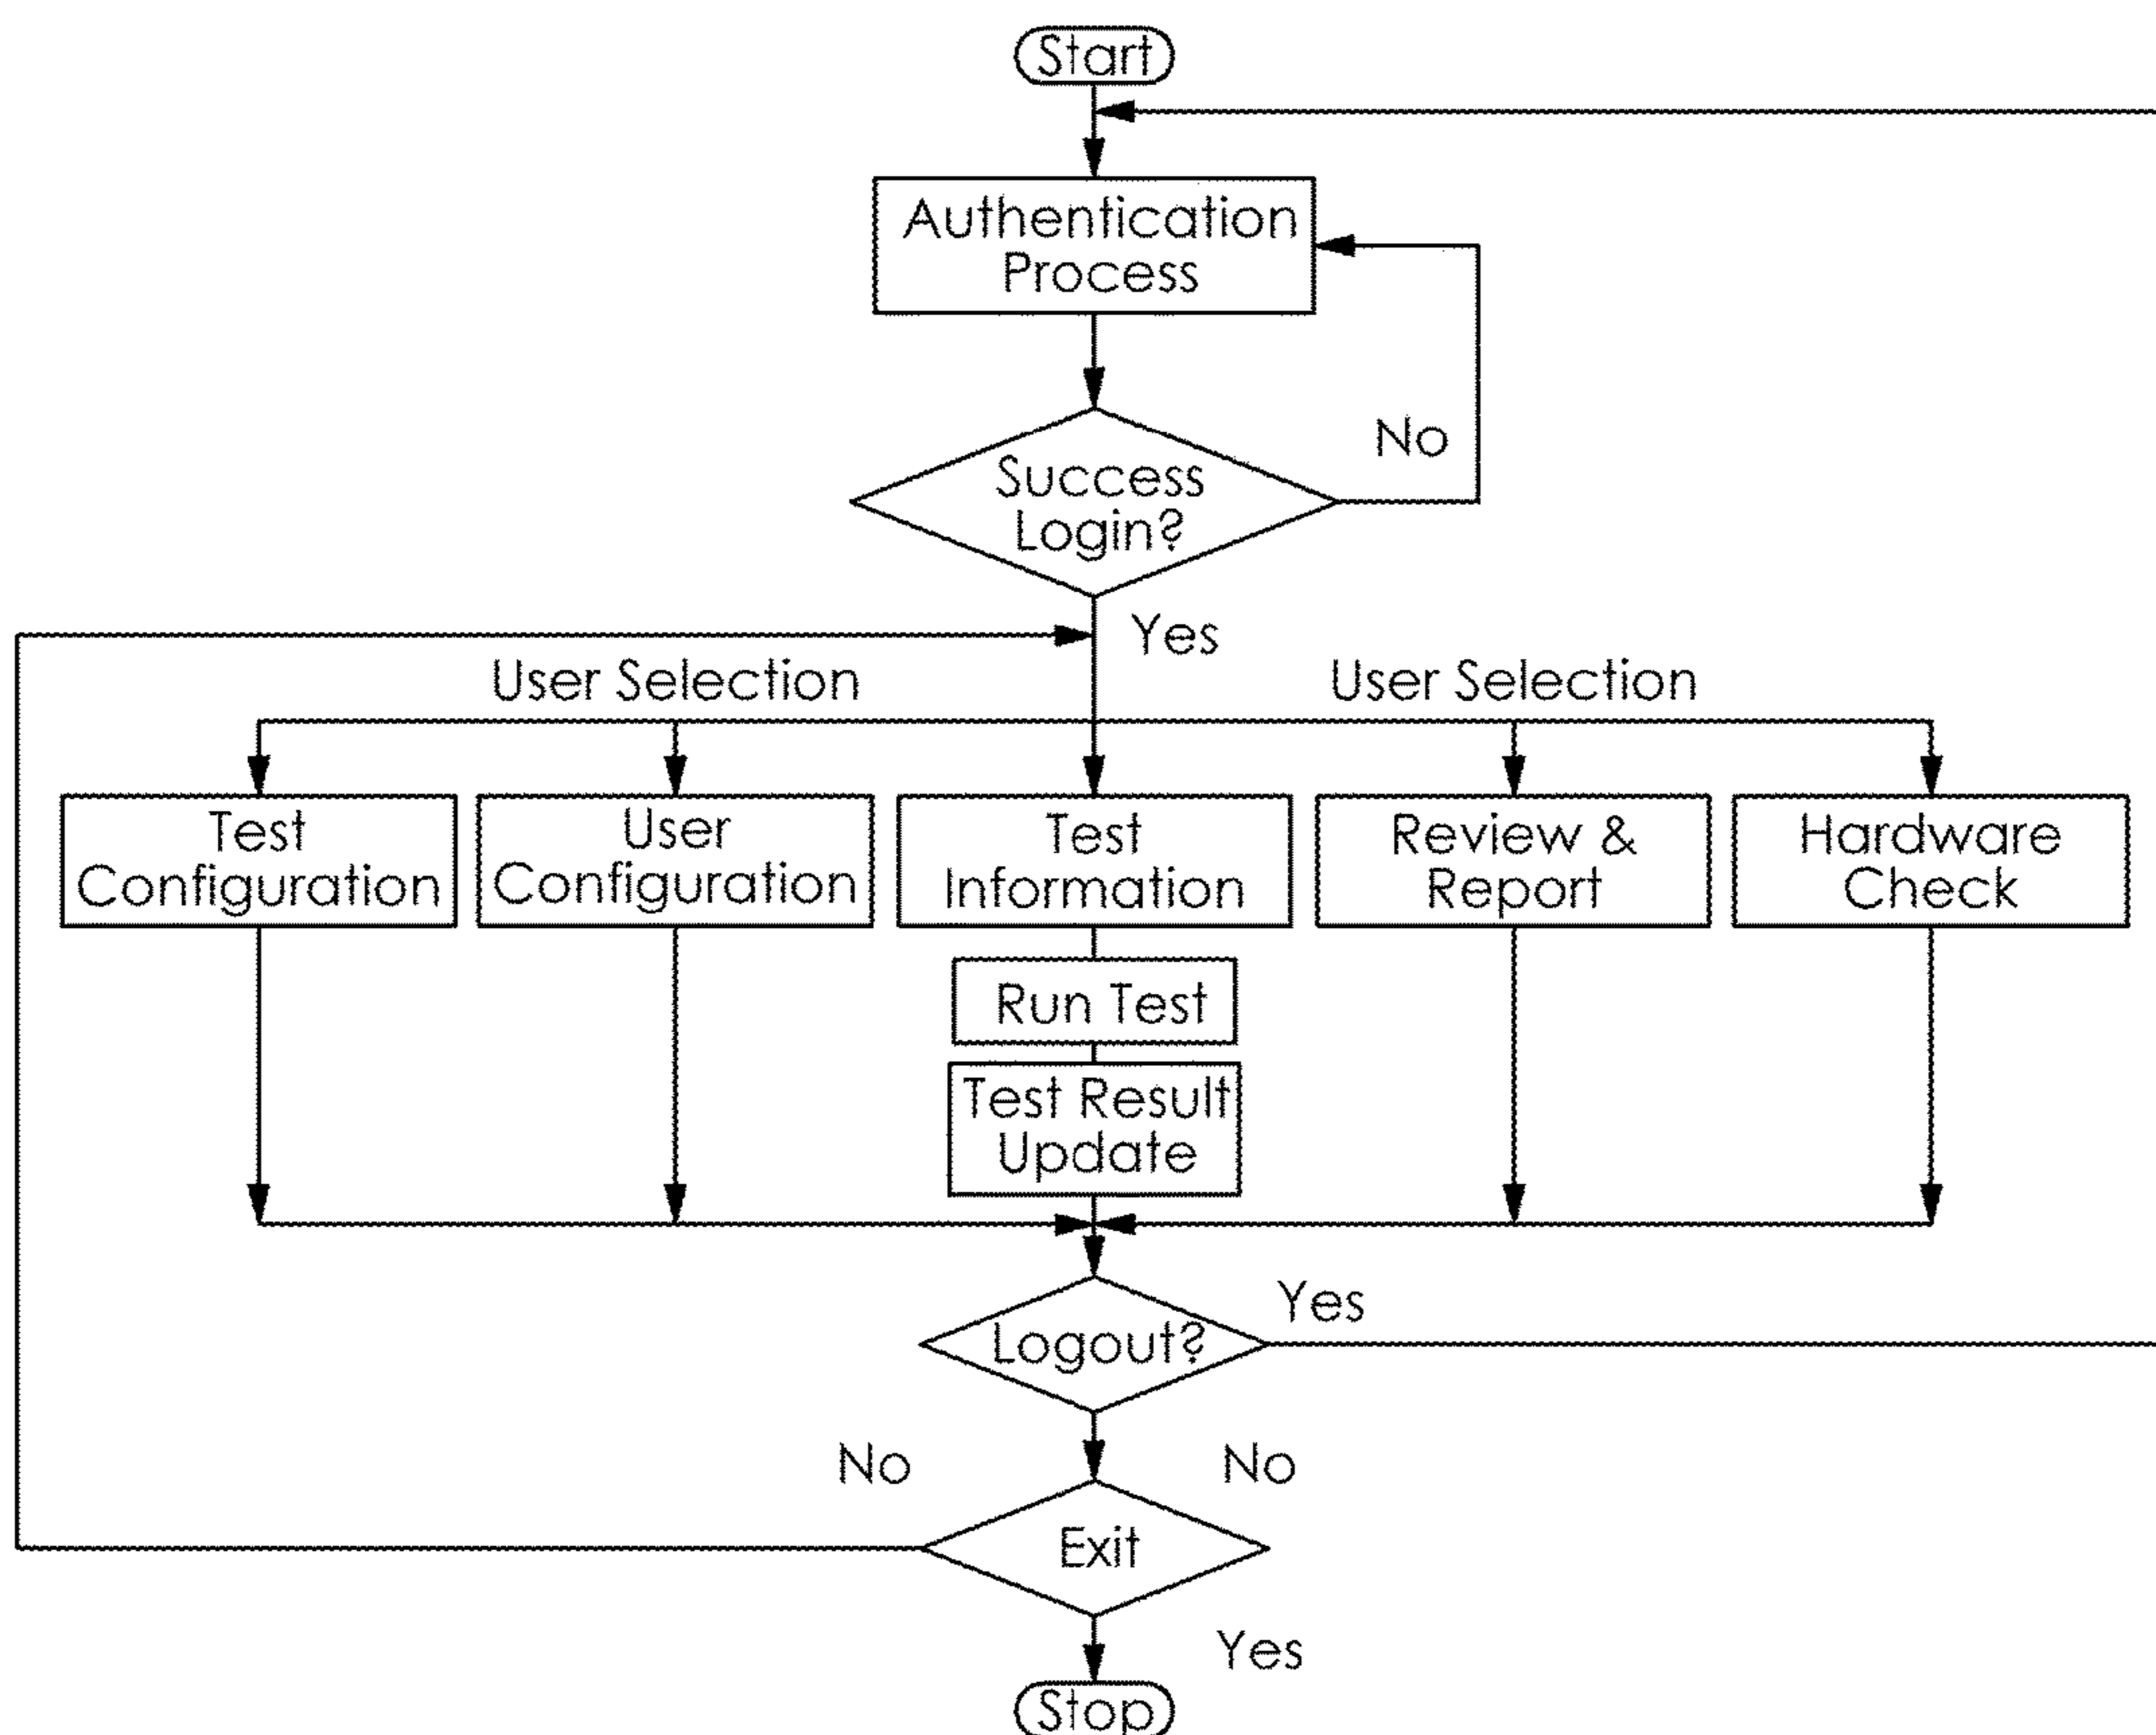 Start
Authentication
Process
No
Success
Login?
Yes
User Selection
User Selection
Test
Configuration
User
Configuration
Test
Information
Review &
Report
Hardware
Check
Run Test
Test Result
Update
Yes
Logout?
No
No
Exit
Yes
Stop